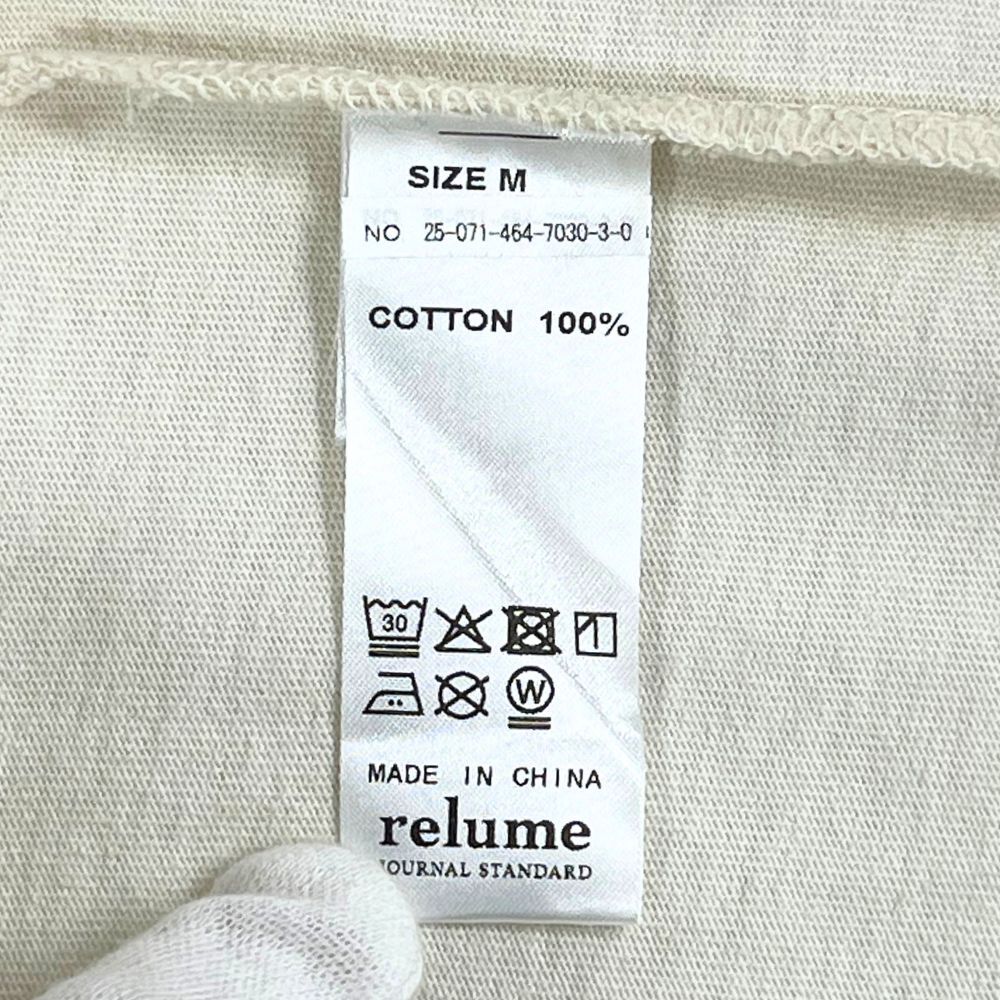 SIZE M
NO 25-071-464-7030-3-0
COTTON 100%
30
W
MADE IN CHINA
relume
JOURNAL STANDARD